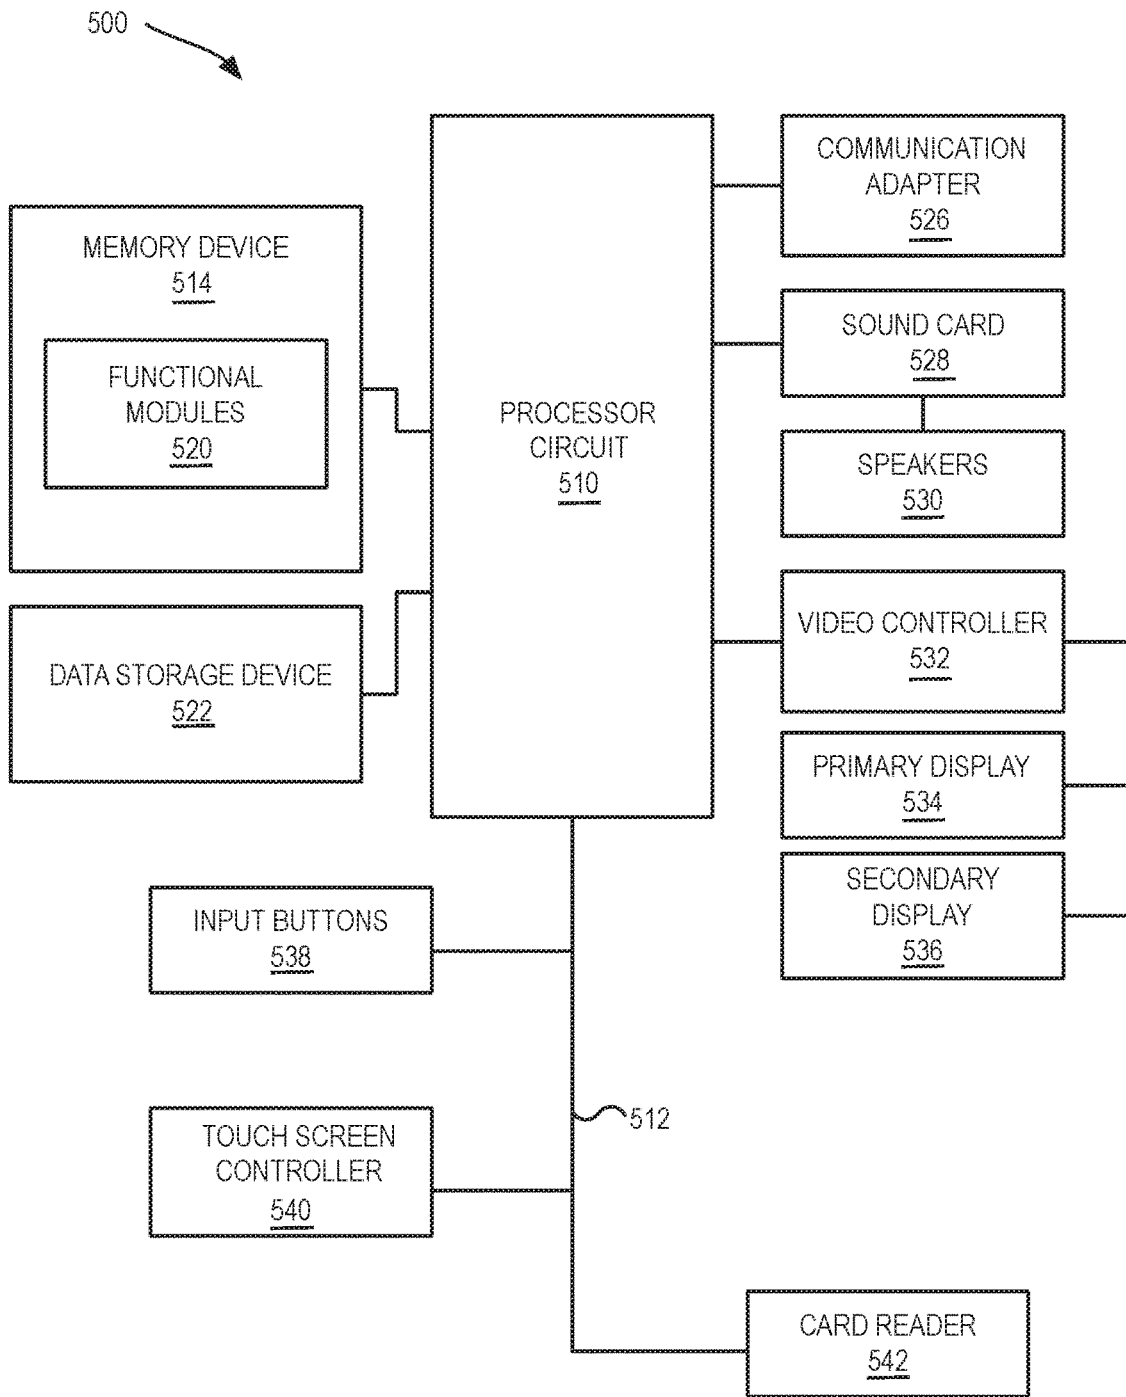 500
MEMORY DEVICE
514
FUNCTIONAL
MODULES
520
DATA STORAGE DEVICE
522
PROCESSOR
CIRCUIT
510
COMMUNICATION
ADAPTER
526
SOUND CARD
528
SPEAKERS
530
VIDEO CONTROLLER
532
PRIMARY DISPLAY
534
SECONDARY
DISPLAY
536
INPUT BUTTONS
538
512
TOUCH SCREEN
CONTROLLER
540
CARD READER
542